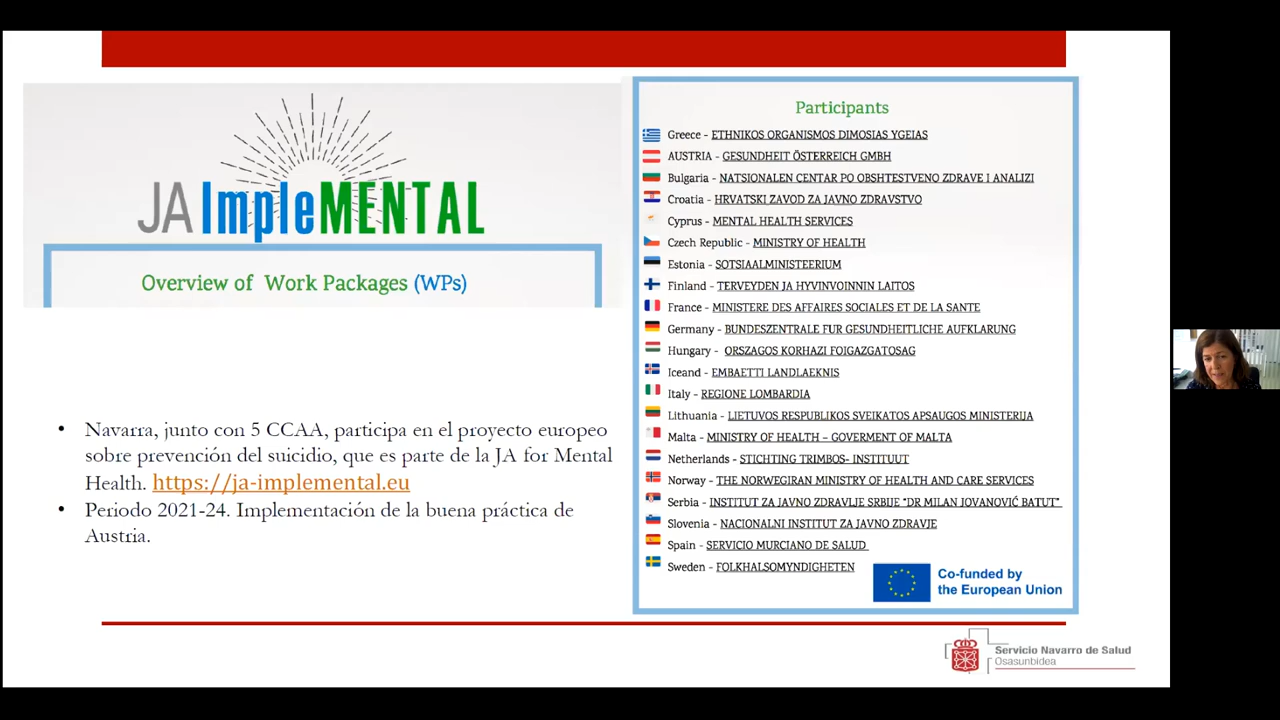 JA ImpleMENTAL
Overview of Work Packages (WPs)
• Navarra, junto con 5 CCAA, participa en el proyecto europeo
sobre prevención del suicidio, que es parte de la JA for Mental
Health. https://ja-implemental.eu
• Periodo 2021-24. Implementación de la buena práctica de
Austria.
Participants
Greece - ETHNIKOS ORGANISMOS DIMOSIAS YGEIAS
AUSTRIA - GESUNDHEIT ÖSTERREICH GMBH
Bulgaria - NATSIONALEN CENTAR PO OBSHTESTVENO ZDRAVE I ANALIZI
Croatia - HRVATSKI ZAVOD ZA JAVNO ZDRAVSTVO
Cyprus - MENTAL HEALTH SERVICES
Czech Republic - MINISTRY OF HEALTH
Estonia - SOTSIAALMINISTEERIUM
Finland - TERVEYDEN JA HYVINVOINNIN LAITOS
France - MINISTERE DES AFFAIRES SOCIALES ET DE LA SANTE
Germany - BUNDESZENTRALE FUR GESUNDHEITLICHE AUFKLARUNG
Hungary - ORSZAGOS KORHAZI FOIGAZGATOSAG
Iceand - EMBAETTI LANDLAEKNIS
Italy - REGIONE LOMBARDIA
Lithuania - LIETUVOS RESPUBLIKOS SVEIKATOS APSAUGOS MINISTERIJA
Malta - MINISTRY OF HEALTH – GOVERMENT OF MALTA
Netherlands - STICHTING TRIMBOS- INSTITUUT
Norway - THE NORWEGIRAN MINISTRY OF HEALTH AND CARE SERVICES
Serbia - INSTITUT ZA JAVNO ZDRAVLJE SRBIJE “DR MILAN JOVANOVIĆ BATUT”
Slovenia - NACIONALNI INSTITUT ZA JAVNO ZDRAVJE
Spain - SERVICIO MURCIANO DE SALUD
Sweden - FOLKHALSOMYNDIGHETEN
Co-funded by
the European Union
Servicio Navarro de Salud
Osasunbidea